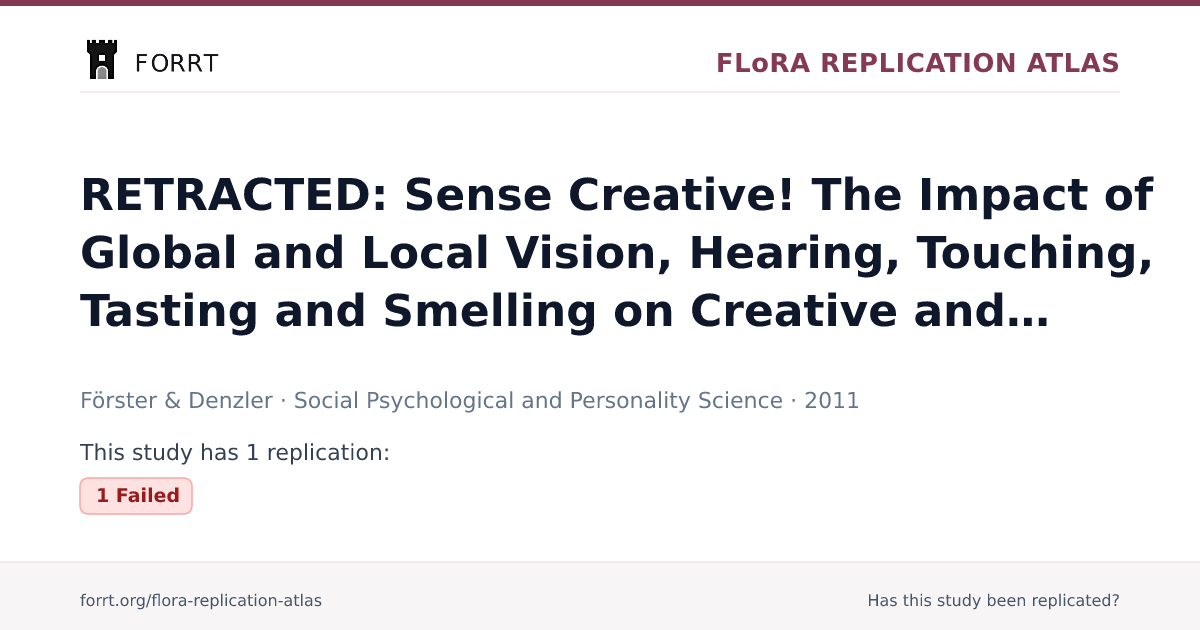 FORRT
FLoRA REPLICATION ATLAS
RETRACTED: Sense Creative! The Impact of
Global and Local Vision, Hearing, Touching,
Tasting and Smelling on Creative and…
Förster & Denzler · Social Psychological and Personality Science · 2011
This study has 1 replication:
1 Failed
forrt.org/flora-replication-atlas
Has this study been replicated?